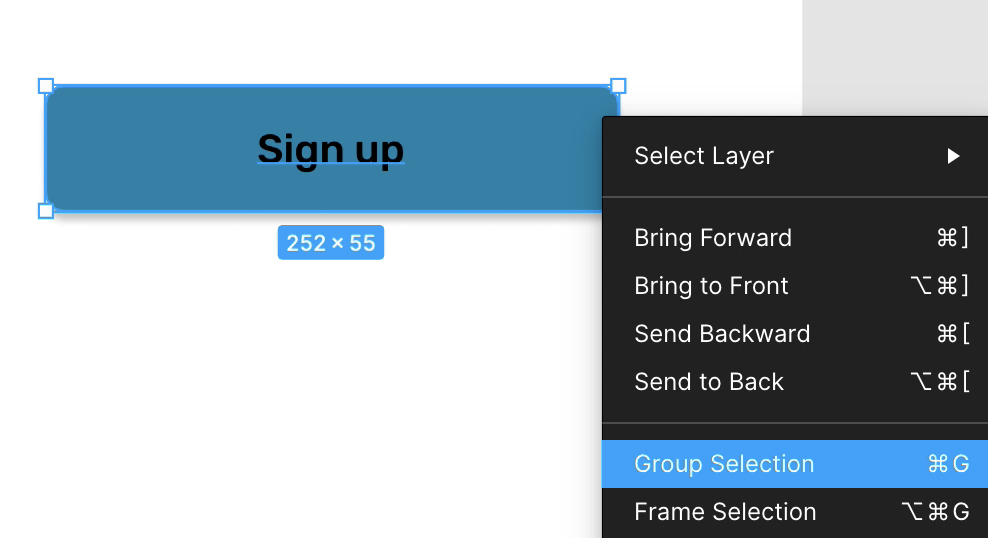 Sign up
252 × 55
Select Layer ▶
Bring Forward ⌘]
Bring to Front ⌥⌘]
Send Backward ⌘[
Send to Back ⌥⌘[
Group Selection ⌘G
Frame Selection ⌥⌘G